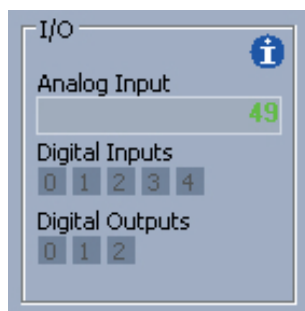 I/O
i
Analog Input
49
Digital Inputs
0 1 2 3 4
Digital Outputs
0 1 2